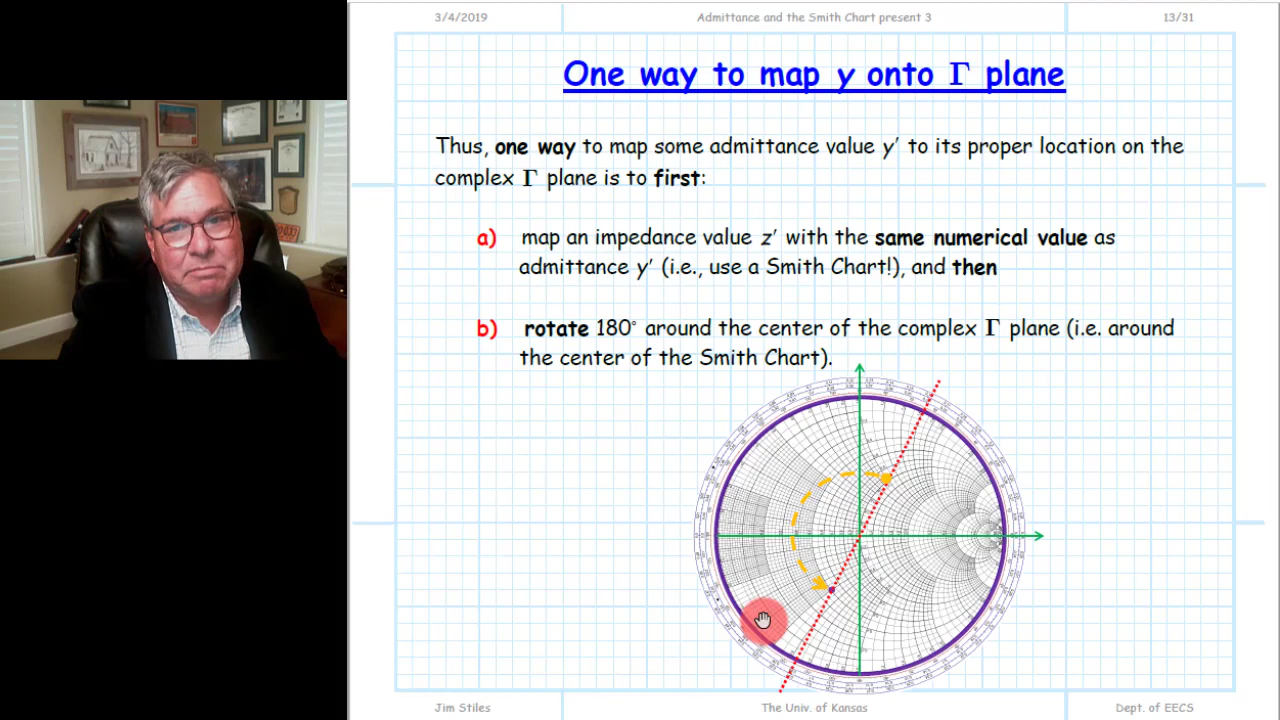 3/4/2019
Admittance and the Smith Chart present 3
13/31
One way to map y onto Γ plane
Thus, one way to map some admittance value y′ to its proper location on the
complex Γ plane is to first:
a) map an impedance value z′ with the same numerical value as
admittance y′ (i.e., use a Smith Chart!), and then
b) rotate 180° around the center of the complex Γ plane (i.e. around
the center of the Smith Chart).
Jim Stiles
The Univ. of Kansas
Dept. of EECS